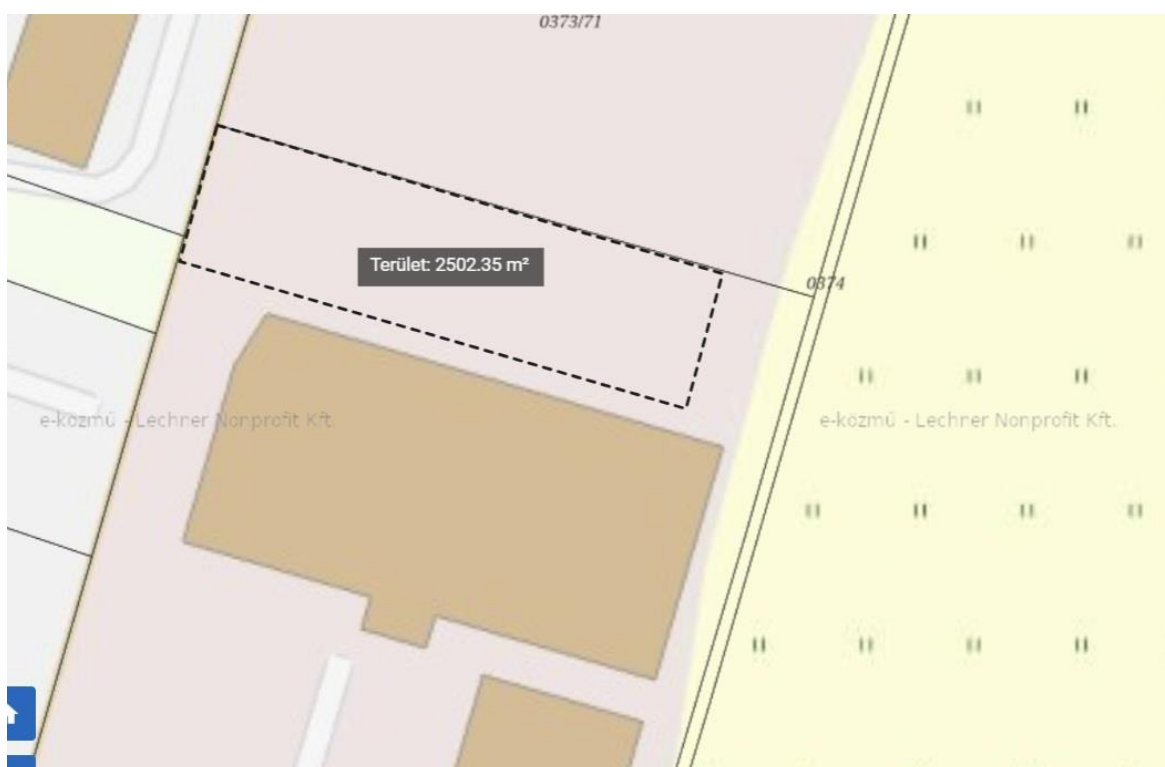 0373/71
Terület: 2502.35 m²
0374
e-közmű - Lechner Nonprofit Kft.
e-közmű - Lechner Nonprofit Kft.